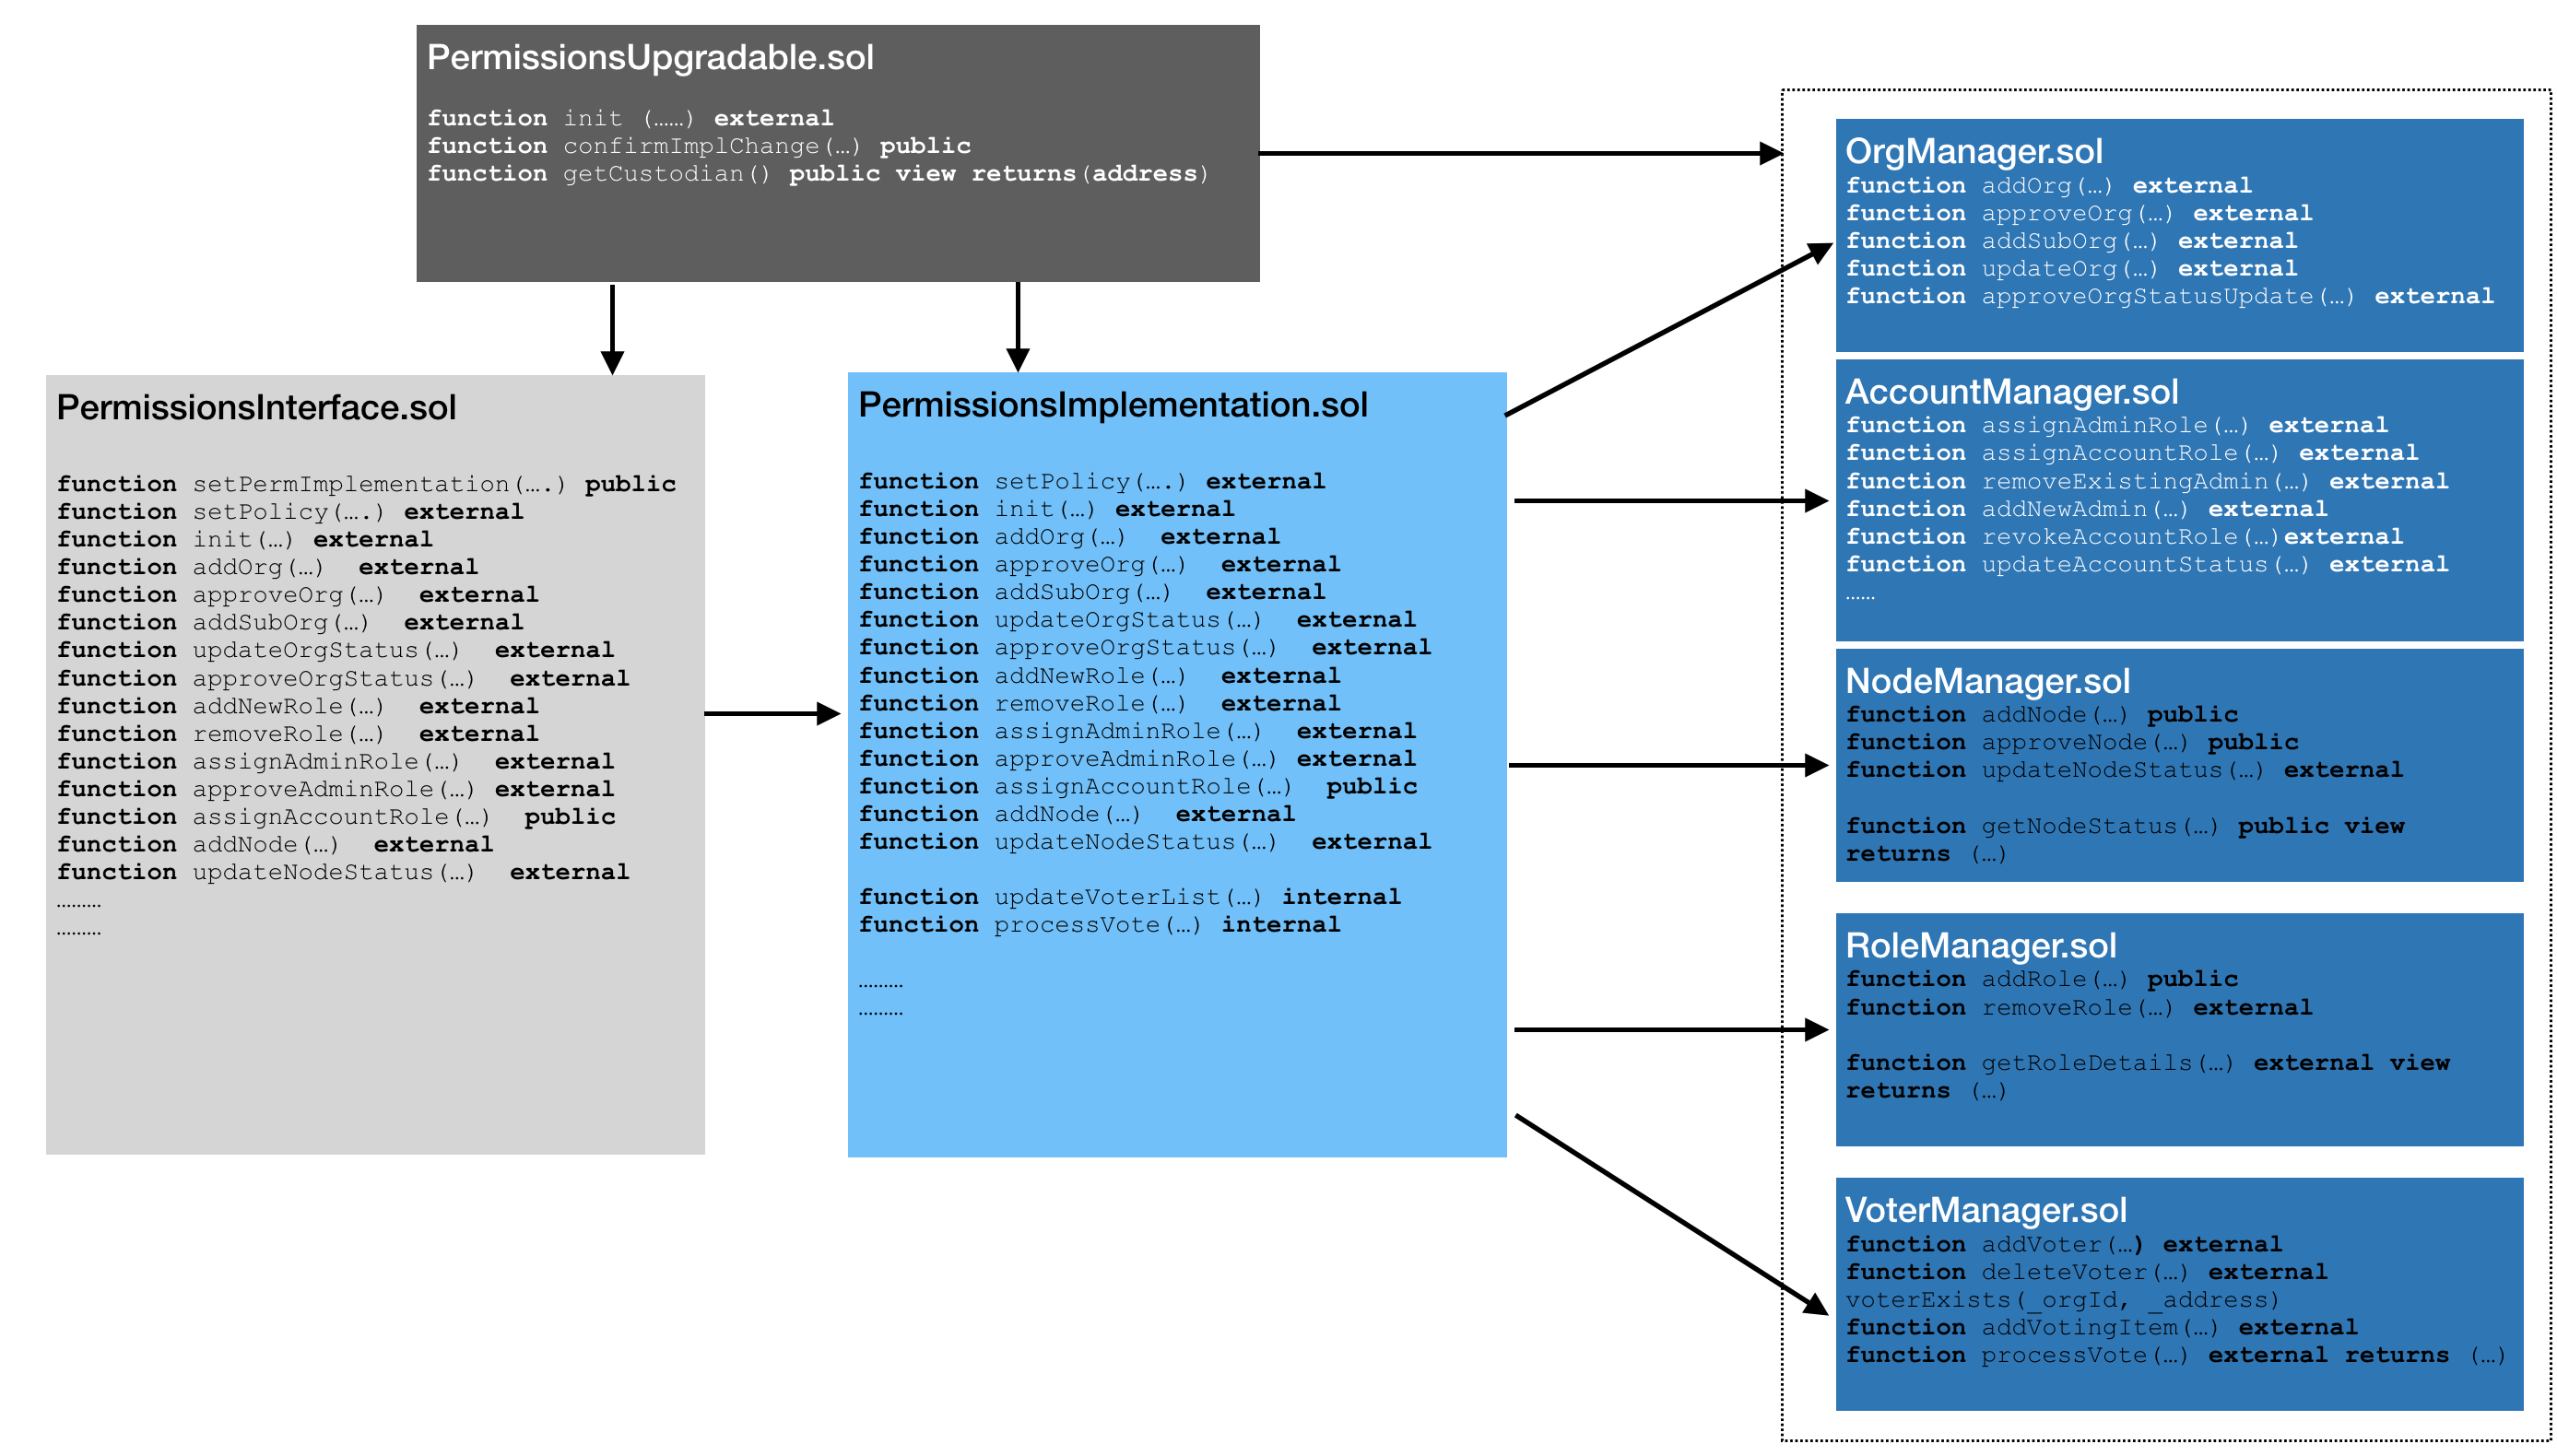 PermissionsUpgradable.sol
function init (……) external
function confirmImplChange(…) public
function getCustodian() public view returns(address)
PermissionsInterface.sol
function setPermImplementation(….) public
function setPolicy(….) external
function init(…) external
function addOrg(…) external
function approveOrg(…) external
function addSubOrg(…) external
function updateOrgStatus(…) external
function approveOrgStatus(…) external
function addNewRole(…) external
function removeRole(…) external
function assignAdminRole(…) external
function approveAdminRole(…) external
function assignAccountRole(…) public
function addNode(…) external
function updateNodeStatus(…) external
………
………
PermissionsImplementation.sol
function setPolicy(….) external
function init(…) external
function addOrg(…) external
function approveOrg(…) external
function addSubOrg(…) external
function updateOrgStatus(…) external
function approveOrgStatus(…) external
function addNewRole(…) external
function removeRole(…) external
function assignAdminRole(…) external
function approveAdminRole(…) external
function assignAccountRole(…) public
function addNode(…) external
function updateNodeStatus(…) external
function updateVoterList(…) internal
function processVote(…) internal
………
………
OrgManager.sol
function addOrg(…) external
function approveOrg(…) external
function addSubOrg(…) external
function updateOrg(…) external
function approveOrgStatusUpdate(…) external
AccountManager.sol
function assignAdminRole(…) external
function assignAccountRole(…) external
function removeExistingAdmin(…) external
function addNewAdmin(…) external
function revokeAccountRole(…)external
function updateAccountStatus(…) external
……
NodeManager.sol
function addNode(…) public
function approveNode(…) public
function updateNodeStatus(…) external
function getNodeStatus(…) public view
returns (…)
RoleManager.sol
function addRole(…) public
function removeRole(…) external
function getRoleDetails(…) external view
returns (…)
VoterManager.sol
function addVoter(…) external
function deleteVoter(…) external
voterExists(_orgId, _address)
function addVotingItem(…) external
function processVote(…) external returns (…)